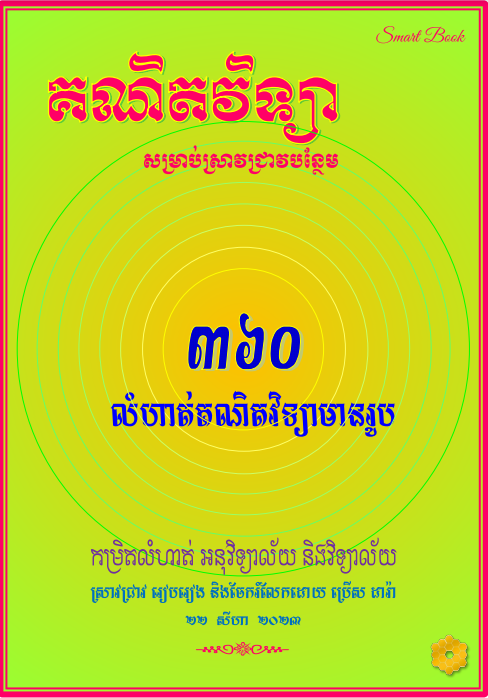 Smart Book
គណិតវិទ្យា
សម្រាប់ស្រាវជ្រាវបន្ថែម
៣៦០
លំហាត់គណិតវិទ្យាមានរូប
កម្រិតលំហាត់ អនុវិទ្យាល័យ និងវិទ្យាល័យ
ស្រាវជ្រាវ រៀបរៀង និងចែករំលែកដោយ ប្រើស ដារ៉ា
២២ សីហា ២០២៣